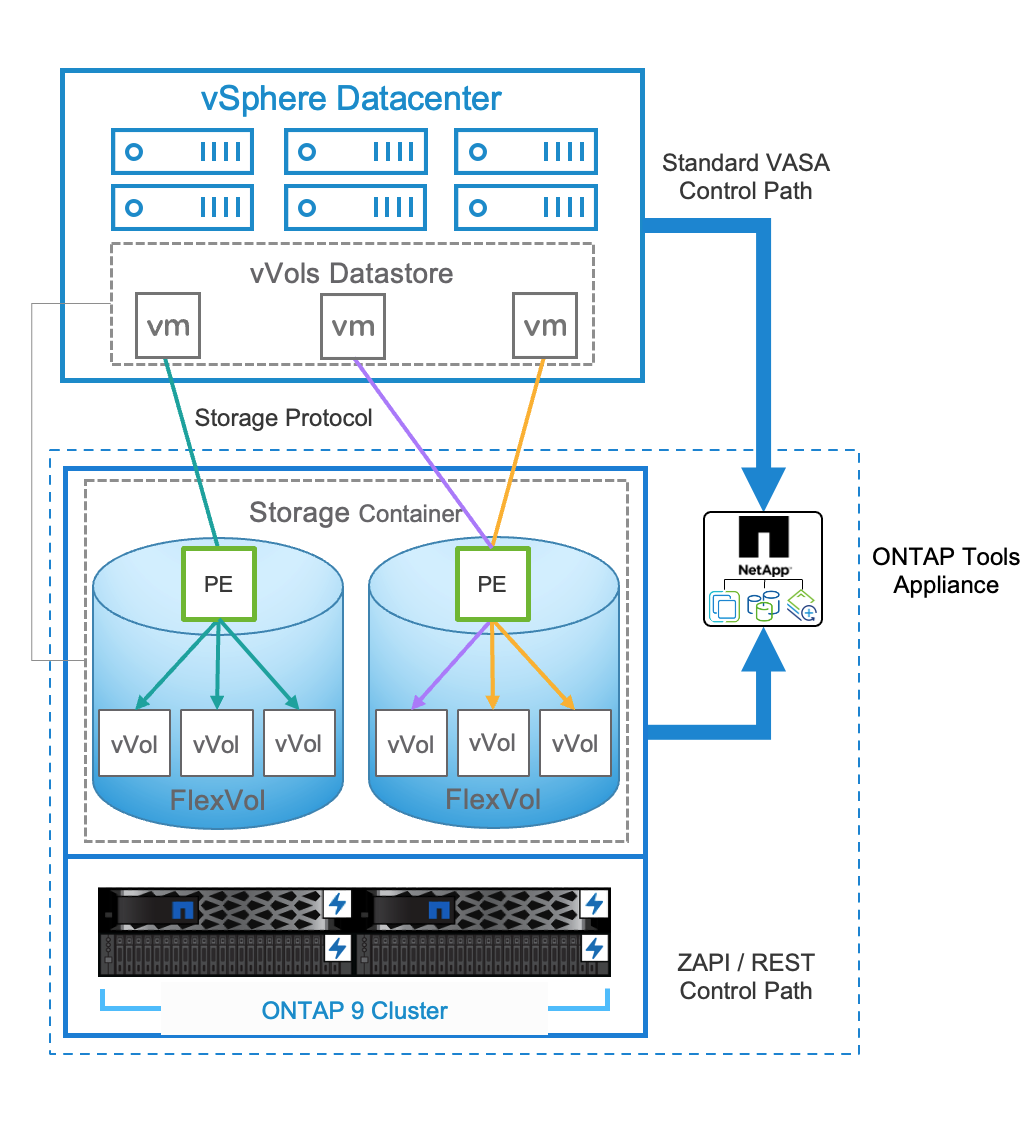 vSphere Datacenter
Standard VASA
Control Path
vVols Datastore
vm
vm
vm
Storage Protocol
Storage Container
PE
PE
NetApp
ONTAP Tools
Appliance
vVol
vVol
vVol
vVol
vVol
vVol
FlexVol
FlexVol
ZAPI / REST
Control Path
ONTAP 9 Cluster